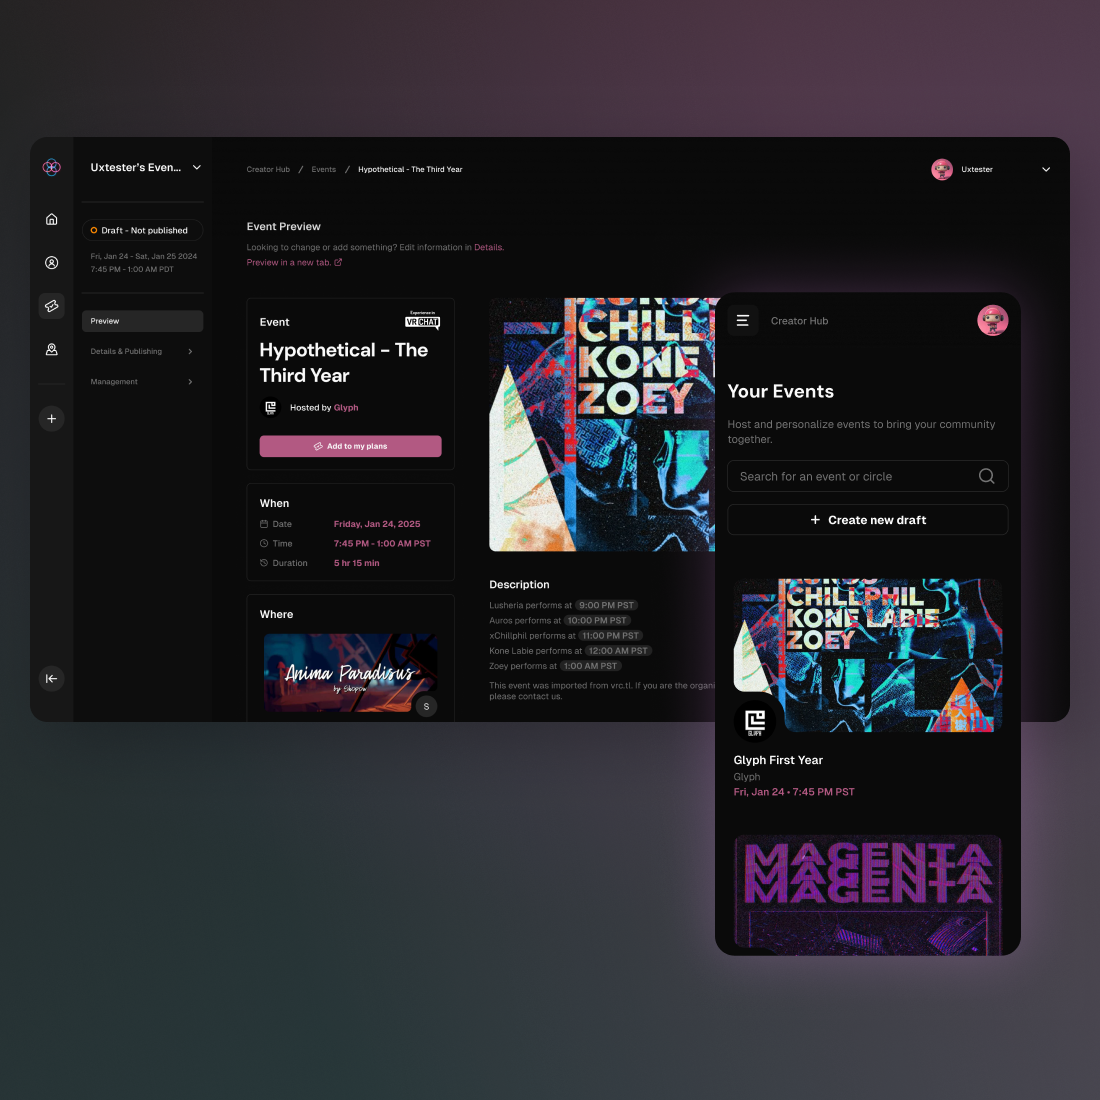 Uxtester's Even...
Draft - Not published
Fri, Jan 24 - Sat, Jan 25 2024
7:45 PM - 1:00 AM PDT
Preview
Details & Publishing
Management
Creator Hub / Events / Hypothetical - The Third Year
Uxtester
Event Preview
Looking to change or add something? Edit information in Details.
Preview in a new tab.
Event
Experience in
VRCHAT
Hypothetical - The
Third Year
GLYPH
Hosted by Glyph
Add to my plans
When
Date Friday, Jan 24, 2025
Time 7:45 PM - 1:00 AM PST
Duration 5 hr 15 min
Where
Anima Paradisus
by Shoppow
S
CHILL
KONE
ZOEY
Description
Lusheria performs at 9:00 PM PST
Auros performs at 10:00 PM PST
xChillphil performs at 11:00 PM PST
Kone Labie performs at 12:00 AM PST
Zoey performs at 1:00 AM PST
This event was imported from vrc.tl. If you are the organi
please contact us.
Creator Hub
Your Events
Host and personalize events to bring your community
together.
Search for an event or circle
+ Create new draft
CHILLPHIL
KONE LABIE
ZOEY
GLYPH
Glyph First Year
Glyph
Fri, Jan 24 • 7:45 PM PST
MAGENTA
MAGENTA
MAGENTA